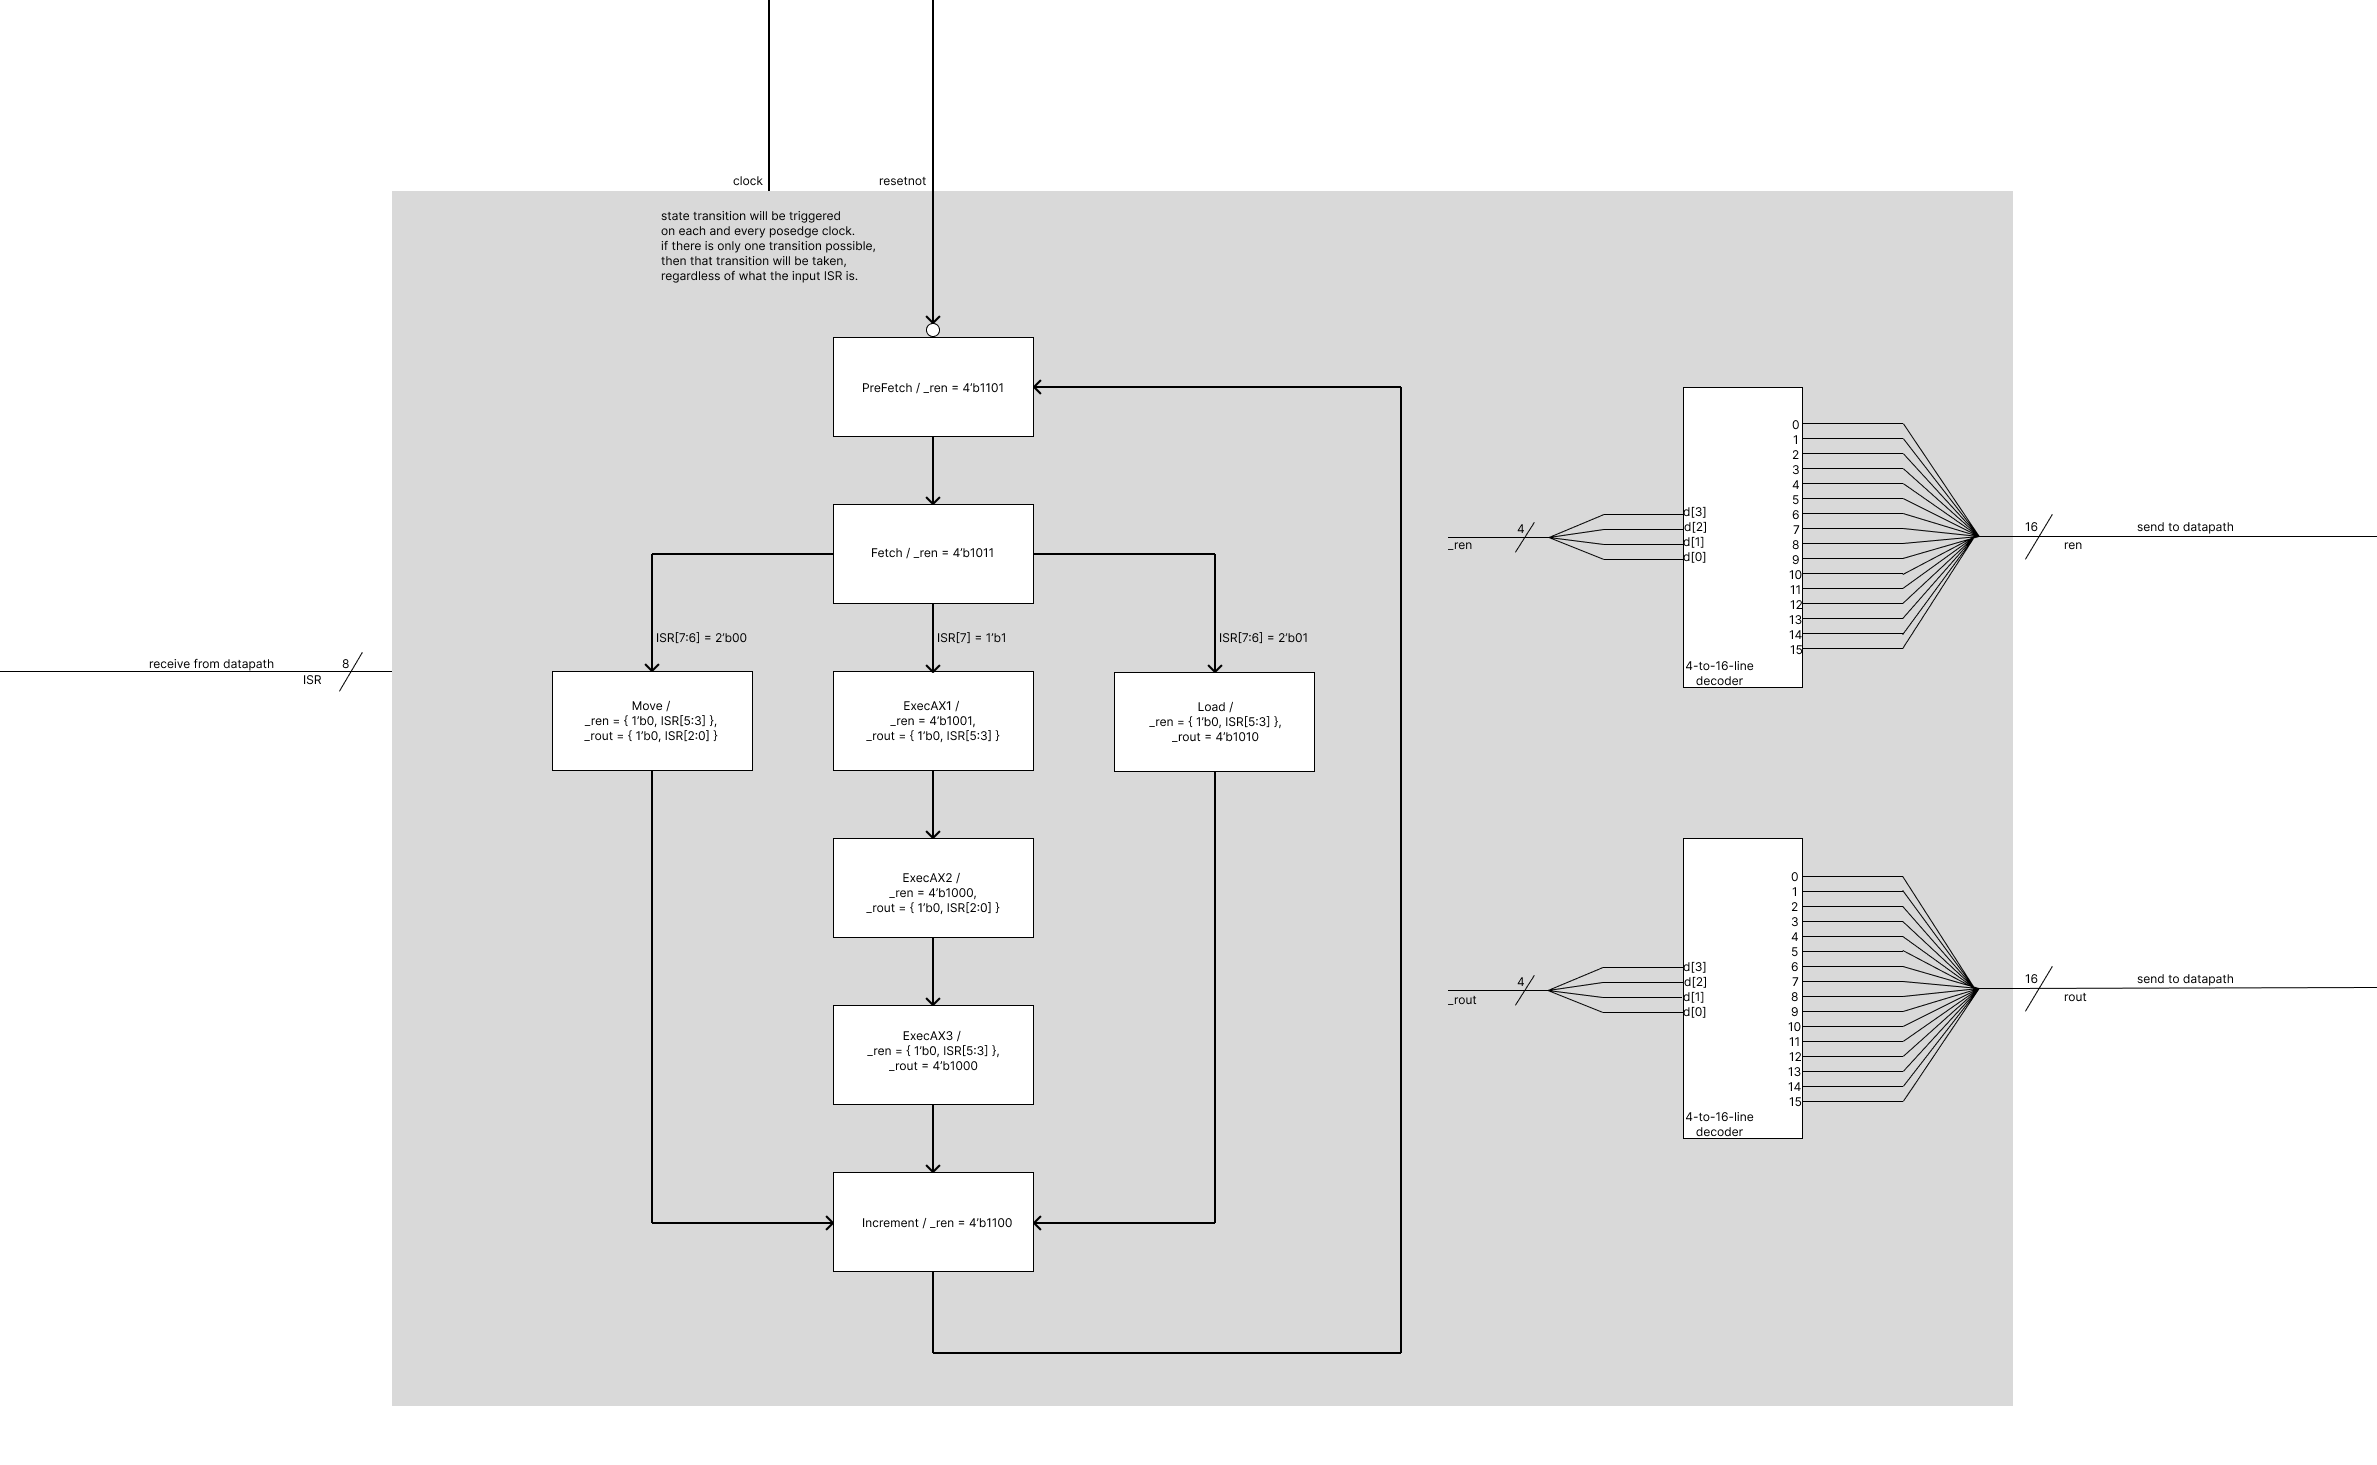 clock
resetnot
state transition will be triggered
on each and every posedge clock.
if there is only one transition possible,
then that transition will be taken,
regardless of what the input ISR is.
PreFetch / _ren = 4'b1101
Fetch / _ren = 4'b1011
ISR[7:6] = 2'b00
ISR[7] = 1'b1
ISR[7:6] = 2'b01
receive from datapath
8
ISR
Move /
_ren = { 1'b0, ISR[5:3] },
_rout = { 1'b0, ISR[2:0] }
ExecAX1 /
_ren = 4'b1001,
_rout = { 1'b0, ISR[5:3] }
Load /
_ren = { 1'b0, ISR[5:3] },
_rout = 4'b1010
ExecAX2 /
_ren = 4'b1000,
_rout = { 1'b0, ISR[2:0] }
ExecAX3 /
_ren = { 1'b0, ISR[5:3] },
_rout = 4'b1000
Increment / _ren = 4'b1100
4
_ren
d[3]
d[2]
d[1]
d[0]
0
1
2
3
4
5
6
7
8
9
10
11
12
13
14
15
4-to-16-line
decoder
16
ren
send to datapath
4
_rout
d[3]
d[2]
d[1]
d[0]
0
1
2
3
4
5
6
7
8
9
10
11
12
13
14
15
4-to-16-line
decoder
16
rout
send to datapath